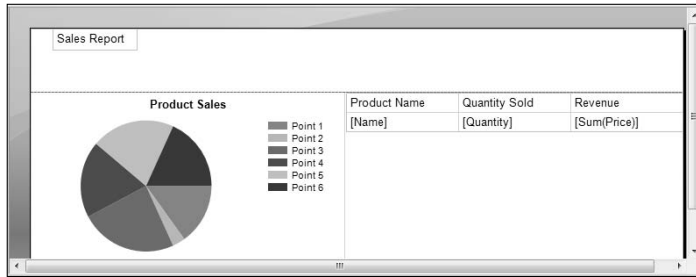 Sales Report
Product Sales
Point 1
Point 2
Point 3
Point 4
Point 5
Point 6
Product Name Quantity Sold Revenue
[Name] [Quantity] [Sum(Price)]